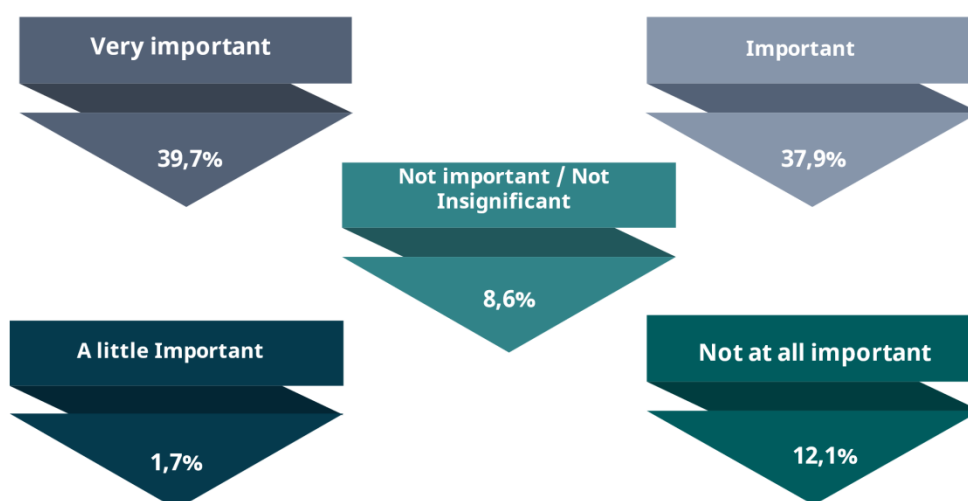 Very important
39,7%
Important
37,9%
Not important / Not
Insignificant
8,6%
A little Important
1,7%
Not at all important
12,1%